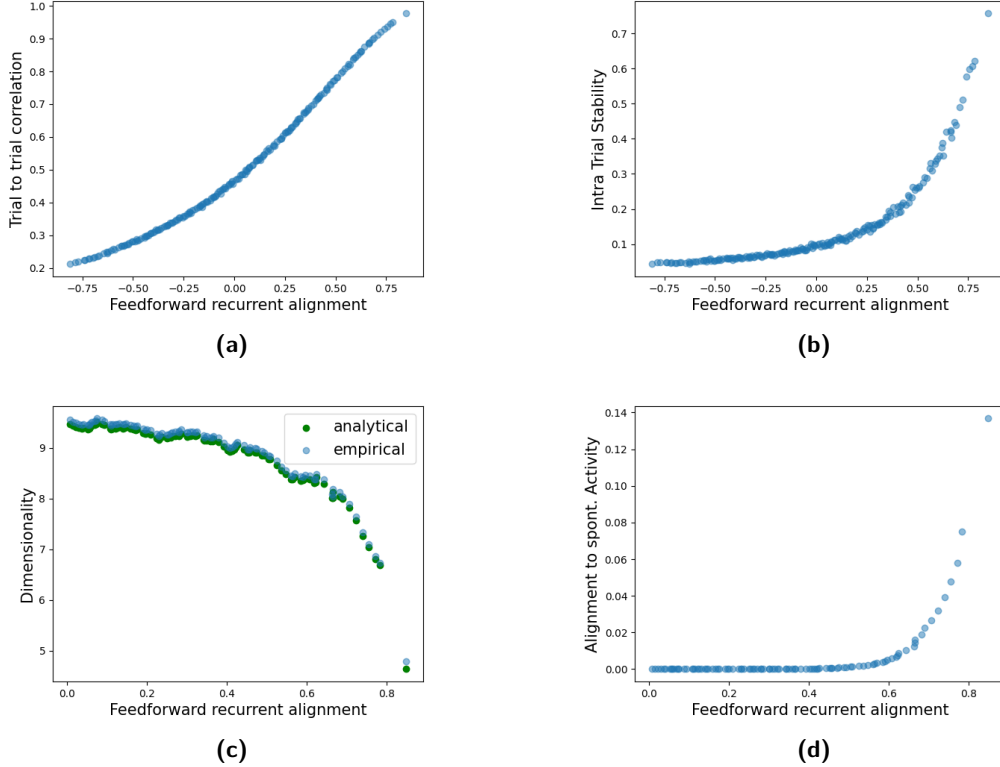 1.0
0.9
0.8
0.7
0.6
0.5
0.4
0.3
0.2
Trial to trial correlation
−0.75 −0.50 −0.25 0.00 0.25 0.50 0.75
Feedforward recurrent alignment
(a)
0.7
0.6
0.5
0.4
0.3
0.2
0.1
Intra Trial Stability
−0.75 −0.50 −0.25 0.00 0.25 0.50 0.75
Feedforward recurrent alignment
(b)
9
8
7
6
5
Dimensionality
analytical
empirical
0.0 0.2 0.4 0.6 0.8
Feedforward recurrent alignment
(c)
0.14
0.12
0.10
0.08
0.06
0.04
0.02
0.00
Alignment to spont. Activity
0.0 0.2 0.4 0.6 0.8
Feedforward recurrent alignment
(d)